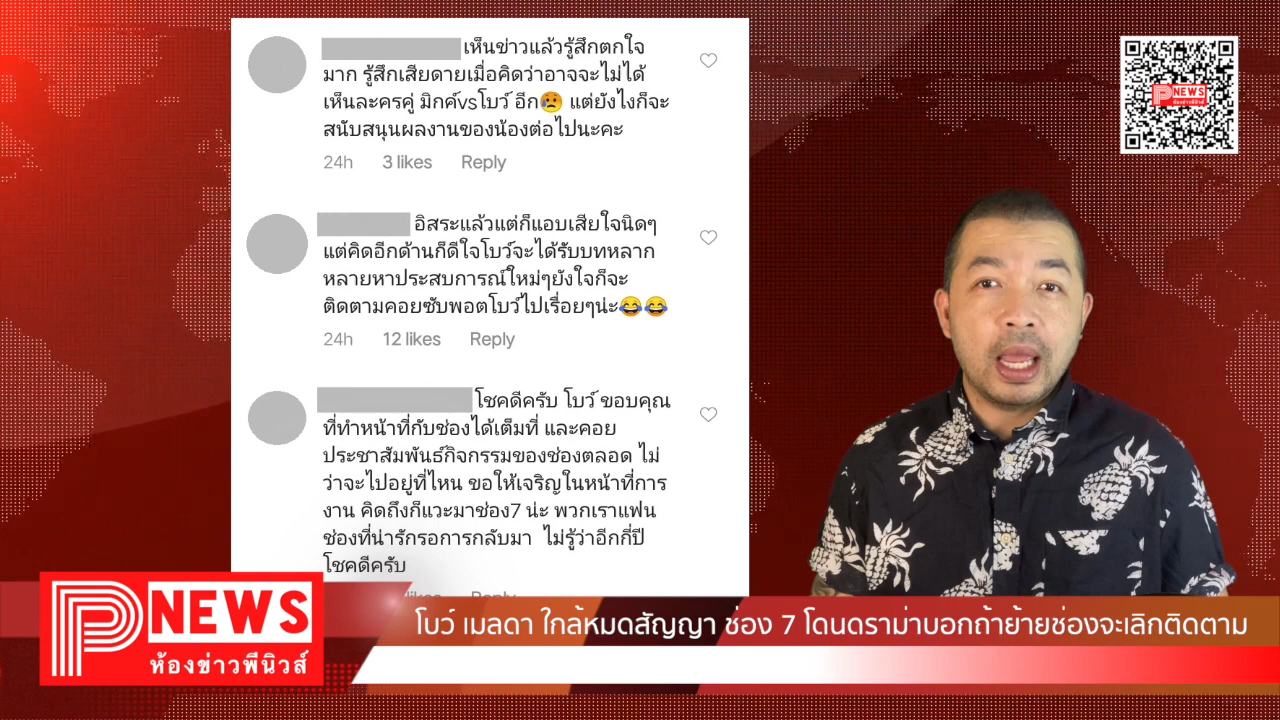 เห็นข่าวแล้วรู้สึกตกใจ
มาก รู้สึกเสียดายเมื่อคิดว่าอาจจะไม่ได้
เห็นละครคู่ มิกค์vsโบว์ อีก😥 แต่ยังไงก็จะ
สนับสนุนผลงานของน้องต่อไปนะคะ
24h 3 likes Reply
อิสระแล้วแต่ก็แอบเสียใจนิดๆ
แต่คิดอีกด้านก็ดีใจโบว์จะได้รับบทหลาก
หลายหาประสบการณ์ใหม่ๆยังใจก็จะ
ติดตามคอยซับพอตโบว์ไปเรื่อยๆน่ะ😂😂
24h 12 likes Reply
โชคดีครับ โบว์ ขอบคุณ
ที่ทำหน้าที่กับช่องได้เต็มที่ และคอย
ประชาสัมพันธ์กิจกรรมของช่องตลอด ไม่
ว่าจะไปอยู่ที่ไหน ขอให้เจริญในหน้าที่การ
งาน คิดถึงก็แวะมาช่อง7 น่ะ พวกเราแฟน
ช่องที่น่ารักรอการกลับมา ไม่รู้ว่าอีกกี่ปี
โชคดีครับ
likes Reply
P NEWS
ห้องข่าวพีนิวส์
P NEWS
ห้องข่าวพีนิวส์
โบว์ เมลดา ใกล้หมดสัญญา ช่อง 7 โดนดราม่าบอกถ้าย้ายช่องจะเลิกติดตาม